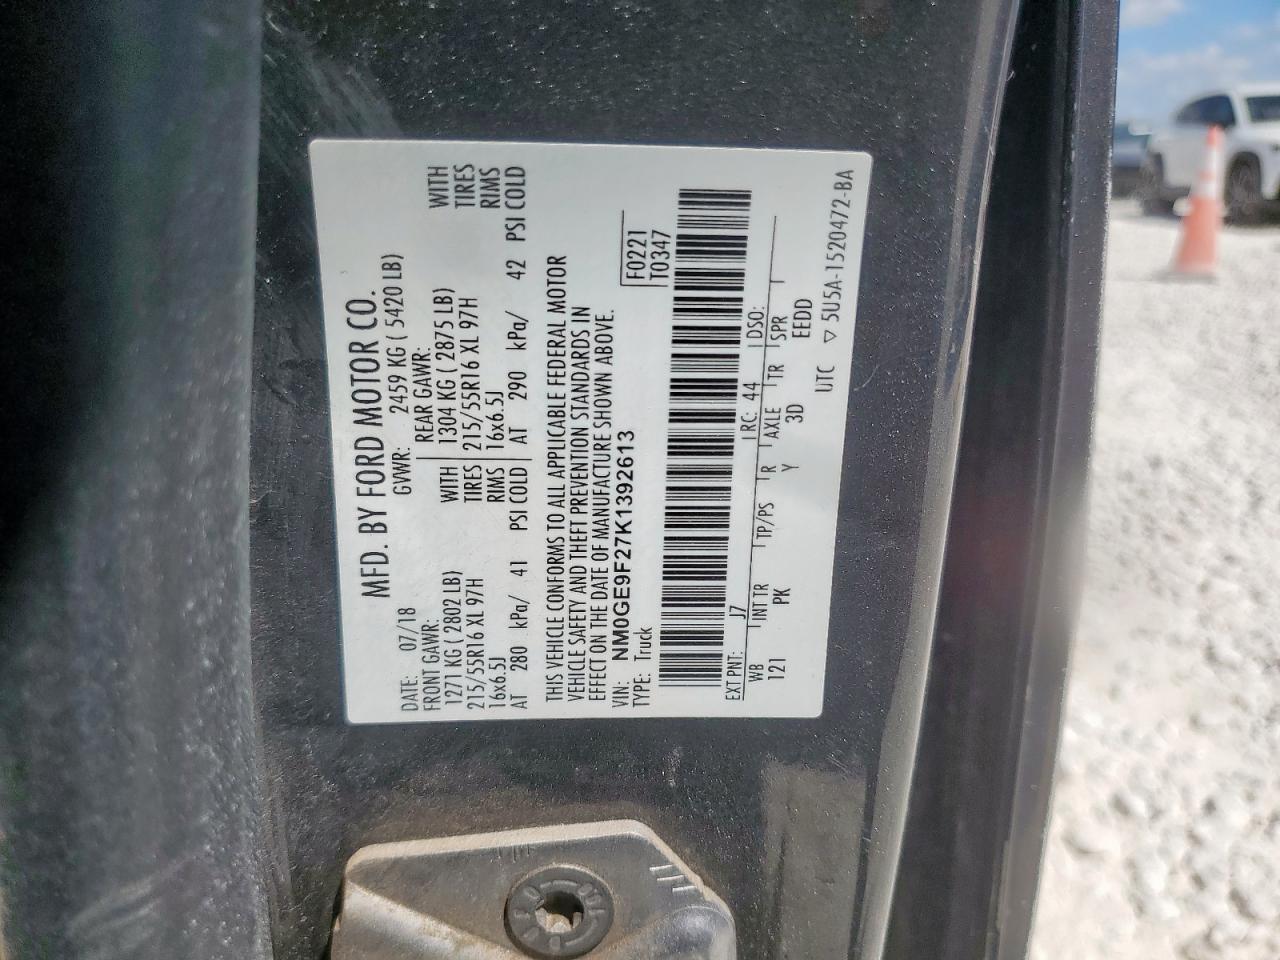 MFD. BY FORD MOTOR CO.
DATE: 07/18 GVWR: 2459 KG ( 5420 LB)
FRONT GAWR: REAR GAWR:
1271 KG ( 2802 LB) WITH 1304 KG ( 2875 LB) WITH
215/55R16 XL 97H TIRES 215/55R16 XL 97H TIRES
16x6.5J RIMS 16x6.5J RIMS
AT 280 kPa/ 41 PSI COLD AT 290 kPa/ 42 PSI COLD
THIS VEHICLE CONFORMS TO ALL APPLICABLE FEDERAL MOTOR
VEHICLE SAFETY AND THEFT PREVENTION STANDARDS IN
EFFECT ON THE DATE OF MANUFACTURE SHOWN ABOVE.
VIN: NM0GE9F27K1392613 F0221
TYPE: Truck T0347
EXT PNT: J7 RC: 44 DSO:
WB INT TR TP/PS R AXLE TR SPR
121 PK Y 3D EEDD
UTC ▽ 5U5A-1520472-BA